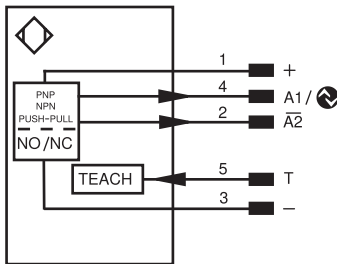 1 +
PNP
NPN
PUSH-PULL
NO/NC
4 A1/
2 A2
TEACH
5 T
3 −